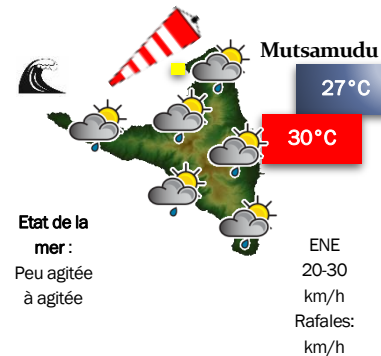 Mutsamudu
27°C
30°C
Etat de la
mer :
Peu agitée
à agitée
ENE
20-30
km/h
Rafales:
km/h